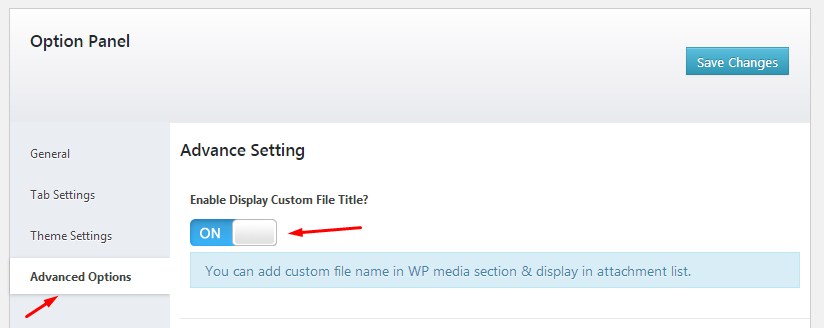 Option Panel
Save Changes
General
Tab Settings
Theme Settings
Advanced Options
Advance Setting
Enable Display Custom File Title?
ON
You can add custom file name in WP media section & display in attachment list.